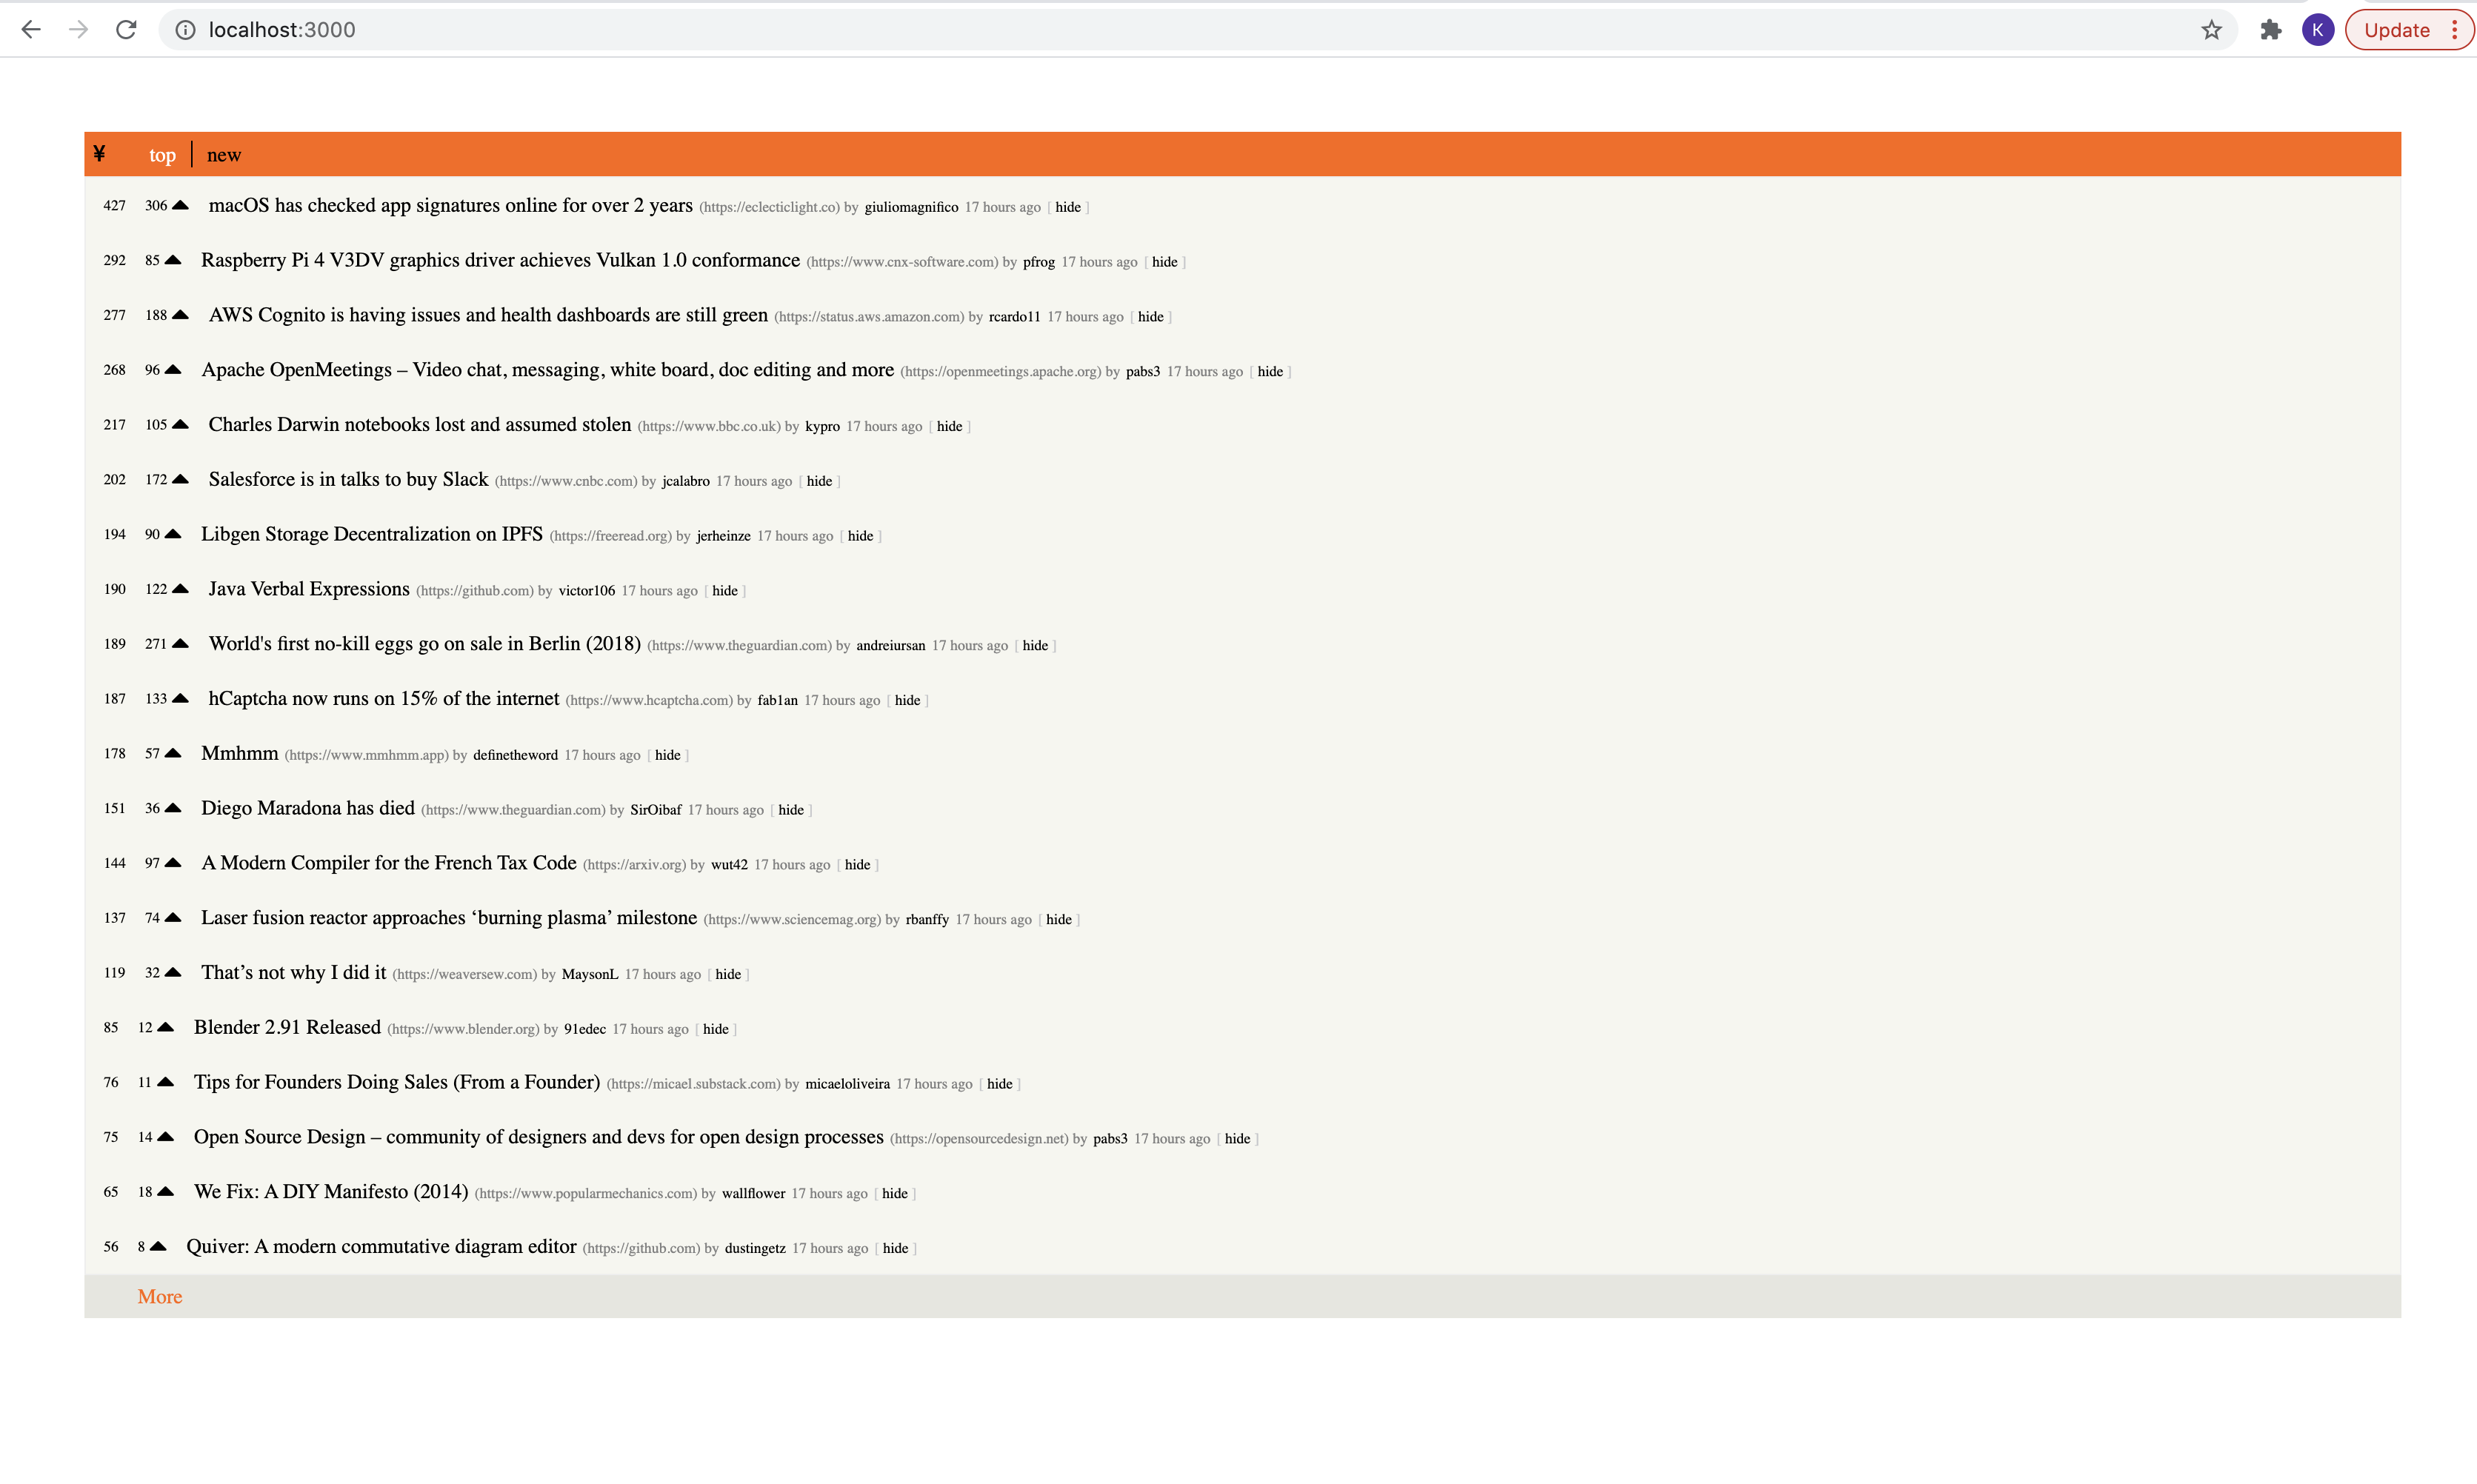 localhost:3000
K
Update
¥ top | new
427 306 macOS has checked app signatures online for over 2 years (https://eclecticlight.co) by giuliomagnifico 17 hours ago [ hide ]
292 85 Raspberry Pi 4 V3DV graphics driver achieves Vulkan 1.0 conformance (https://www.cnx-software.com) by pfrog 17 hours ago [ hide ]
277 188 AWS Cognito is having issues and health dashboards are still green (https://status.aws.amazon.com) by rcardo11 17 hours ago [ hide ]
268 96 Apache OpenMeetings – Video chat, messaging, white board, doc editing and more (https://openmeetings.apache.org) by pabs3 17 hours ago [ hide ]
217 105 Charles Darwin notebooks lost and assumed stolen (https://www.bbc.co.uk) by kypro 17 hours ago [ hide ]
202 172 Salesforce is in talks to buy Slack (https://www.cnbc.com) by jcalabro 17 hours ago [ hide ]
194 90 Libgen Storage Decentralization on IPFS (https://freeread.org) by jerheinze 17 hours ago [ hide ]
190 122 Java Verbal Expressions (https://github.com) by victor106 17 hours ago [ hide ]
189 271 World's first no-kill eggs go on sale in Berlin (2018) (https://www.theguardian.com) by andreiursan 17 hours ago [ hide ]
187 133 hCaptcha now runs on 15% of the internet (https://www.hcaptcha.com) by fab1an 17 hours ago [ hide ]
178 57 Mmhmm (https://www.mmhmm.app) by definetheword 17 hours ago [ hide ]
151 36 Diego Maradona has died (https://www.theguardian.com) by SirOibaf 17 hours ago [ hide ]
144 97 A Modern Compiler for the French Tax Code (https://arxiv.org) by wut42 17 hours ago [ hide ]
137 74 Laser fusion reactor approaches ‘burning plasma’ milestone (https://www.sciencemag.org) by rbanffy 17 hours ago [ hide ]
119 32 That’s not why I did it (https://weaversew.com) by MaysonL 17 hours ago [ hide ]
85 12 Blender 2.91 Released (https://www.blender.org) by 91edec 17 hours ago [ hide ]
76 11 Tips for Founders Doing Sales (From a Founder) (https://micael.substack.com) by micaeloliveira 17 hours ago [ hide ]
75 14 Open Source Design – community of designers and devs for open design processes (https://opensourcedesign.net) by pabs3 17 hours ago [ hide ]
65 18 We Fix: A DIY Manifesto (2014) (https://www.popularmechanics.com) by wallflower 17 hours ago [ hide ]
56 8 Quiver: A modern commutative diagram editor (https://github.com) by dustingetz 17 hours ago [ hide ]
More